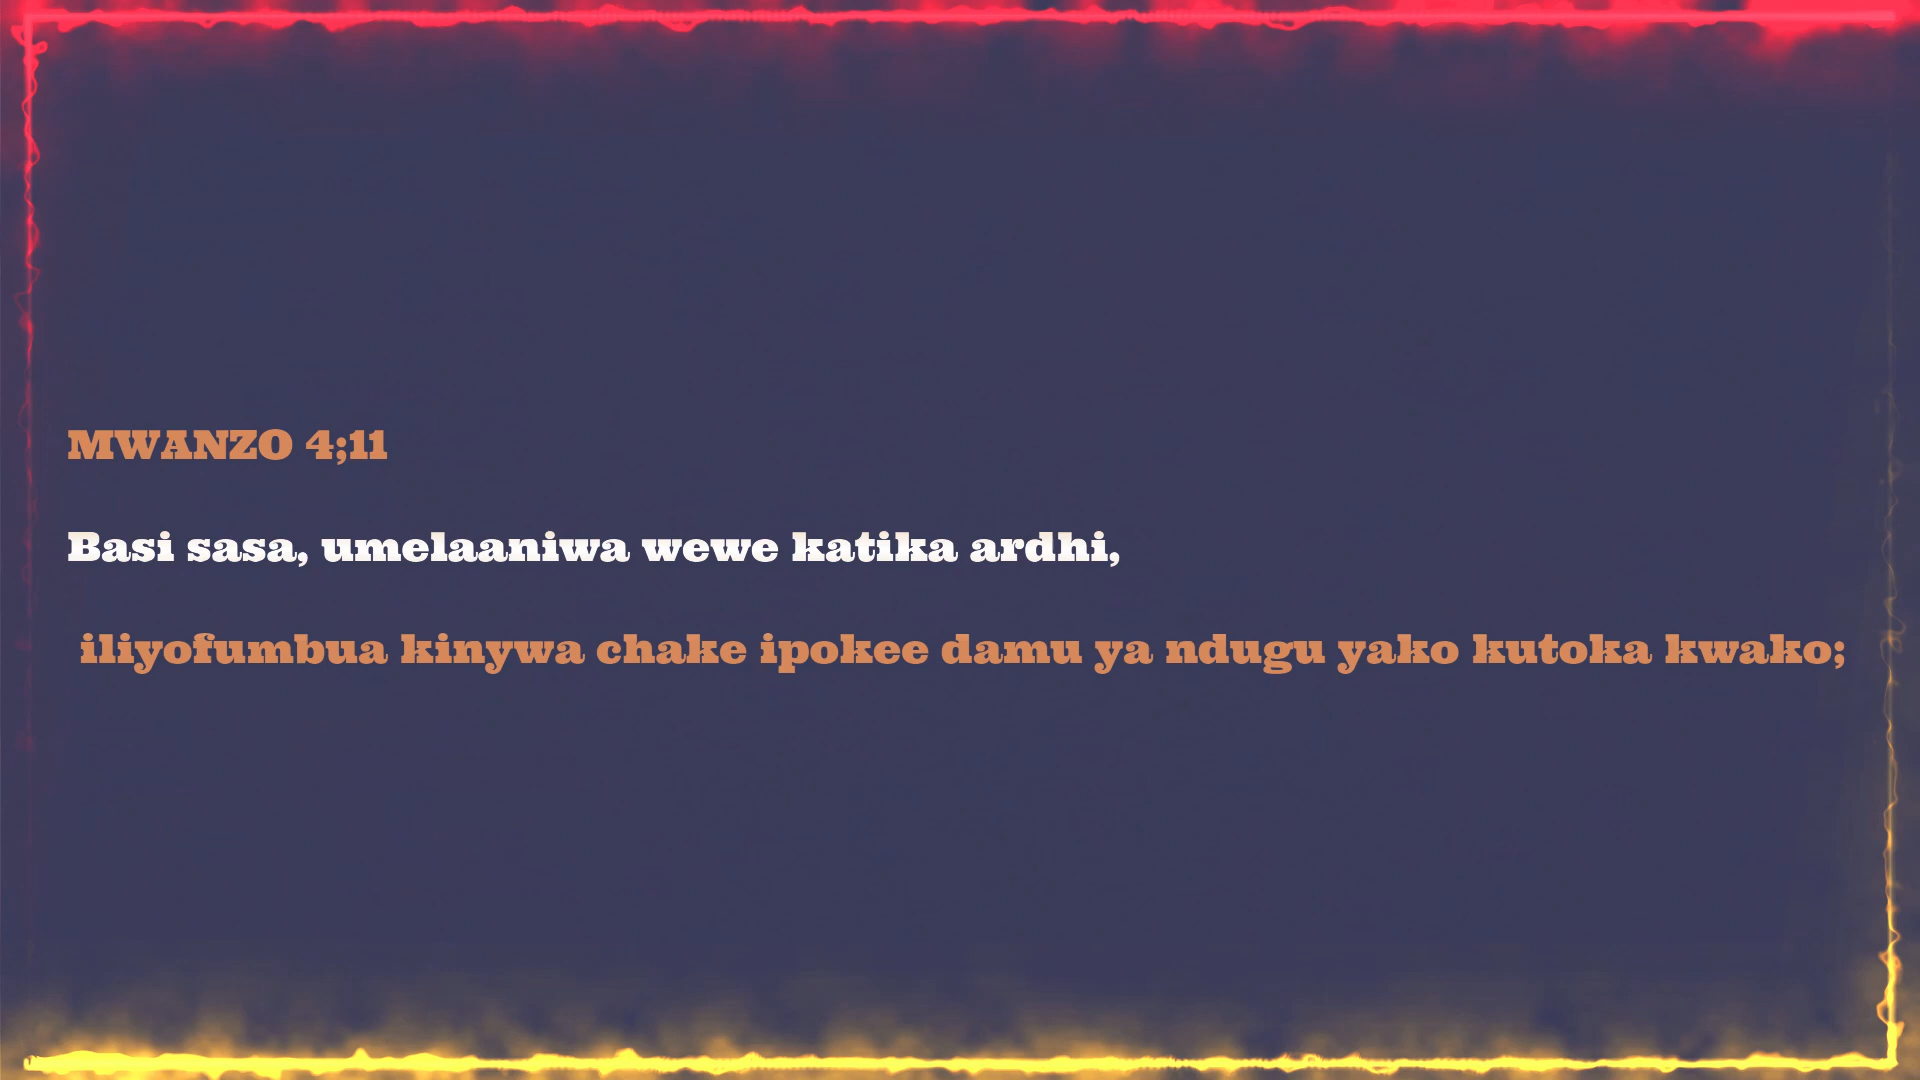 MWANZO 4;11
Basi sasa, umelaaniwa wewe katika ardhi,
iliyofumbua kinywa chake ipokee damu ya ndugu yako kutoka kwako;